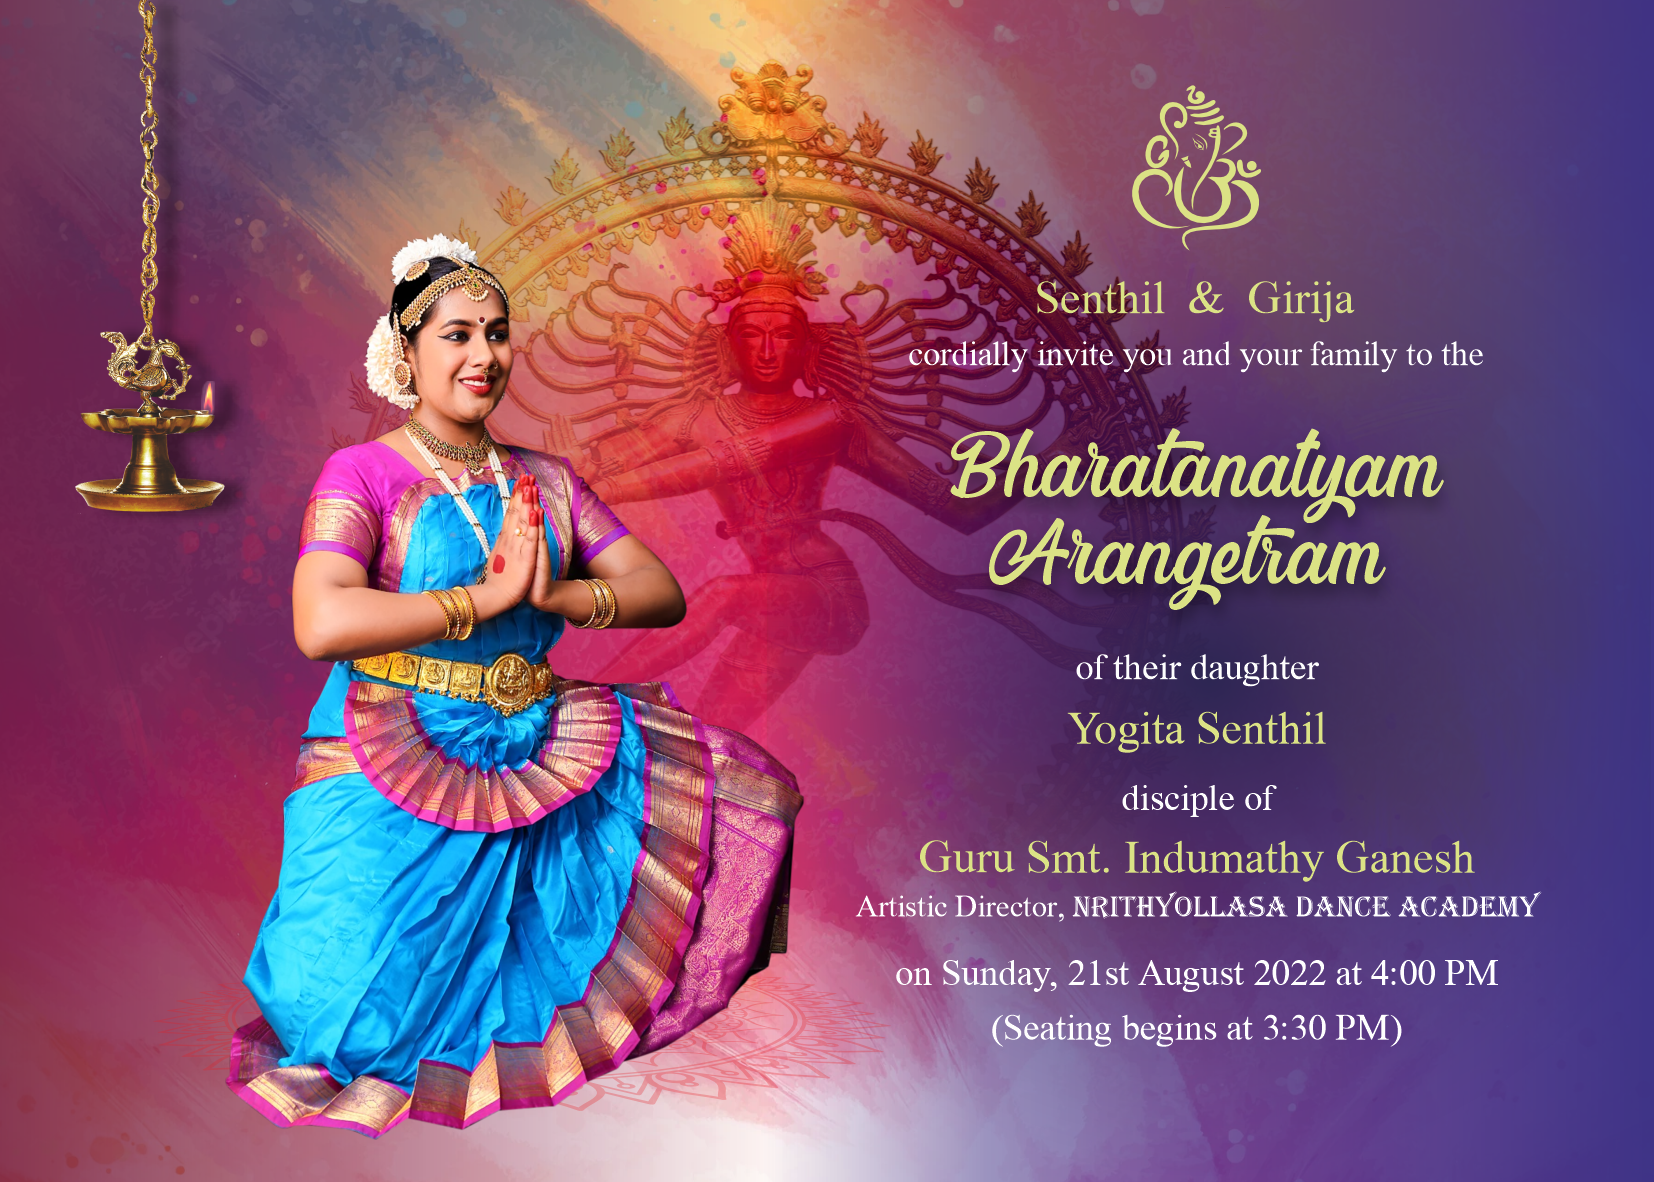 Senthil & Girija
cordially invite you and your family to the
Bharatanatyam
Arangetram
of their daughter
Yogita Senthil
disciple of
Guru Smt. Indumathy Ganesh
Artistic Director, NRITHYOLLASA DANCE ACADEMY
on Sunday, 21st August 2022 at 4:00 PM
(Seating begins at 3:30 PM)